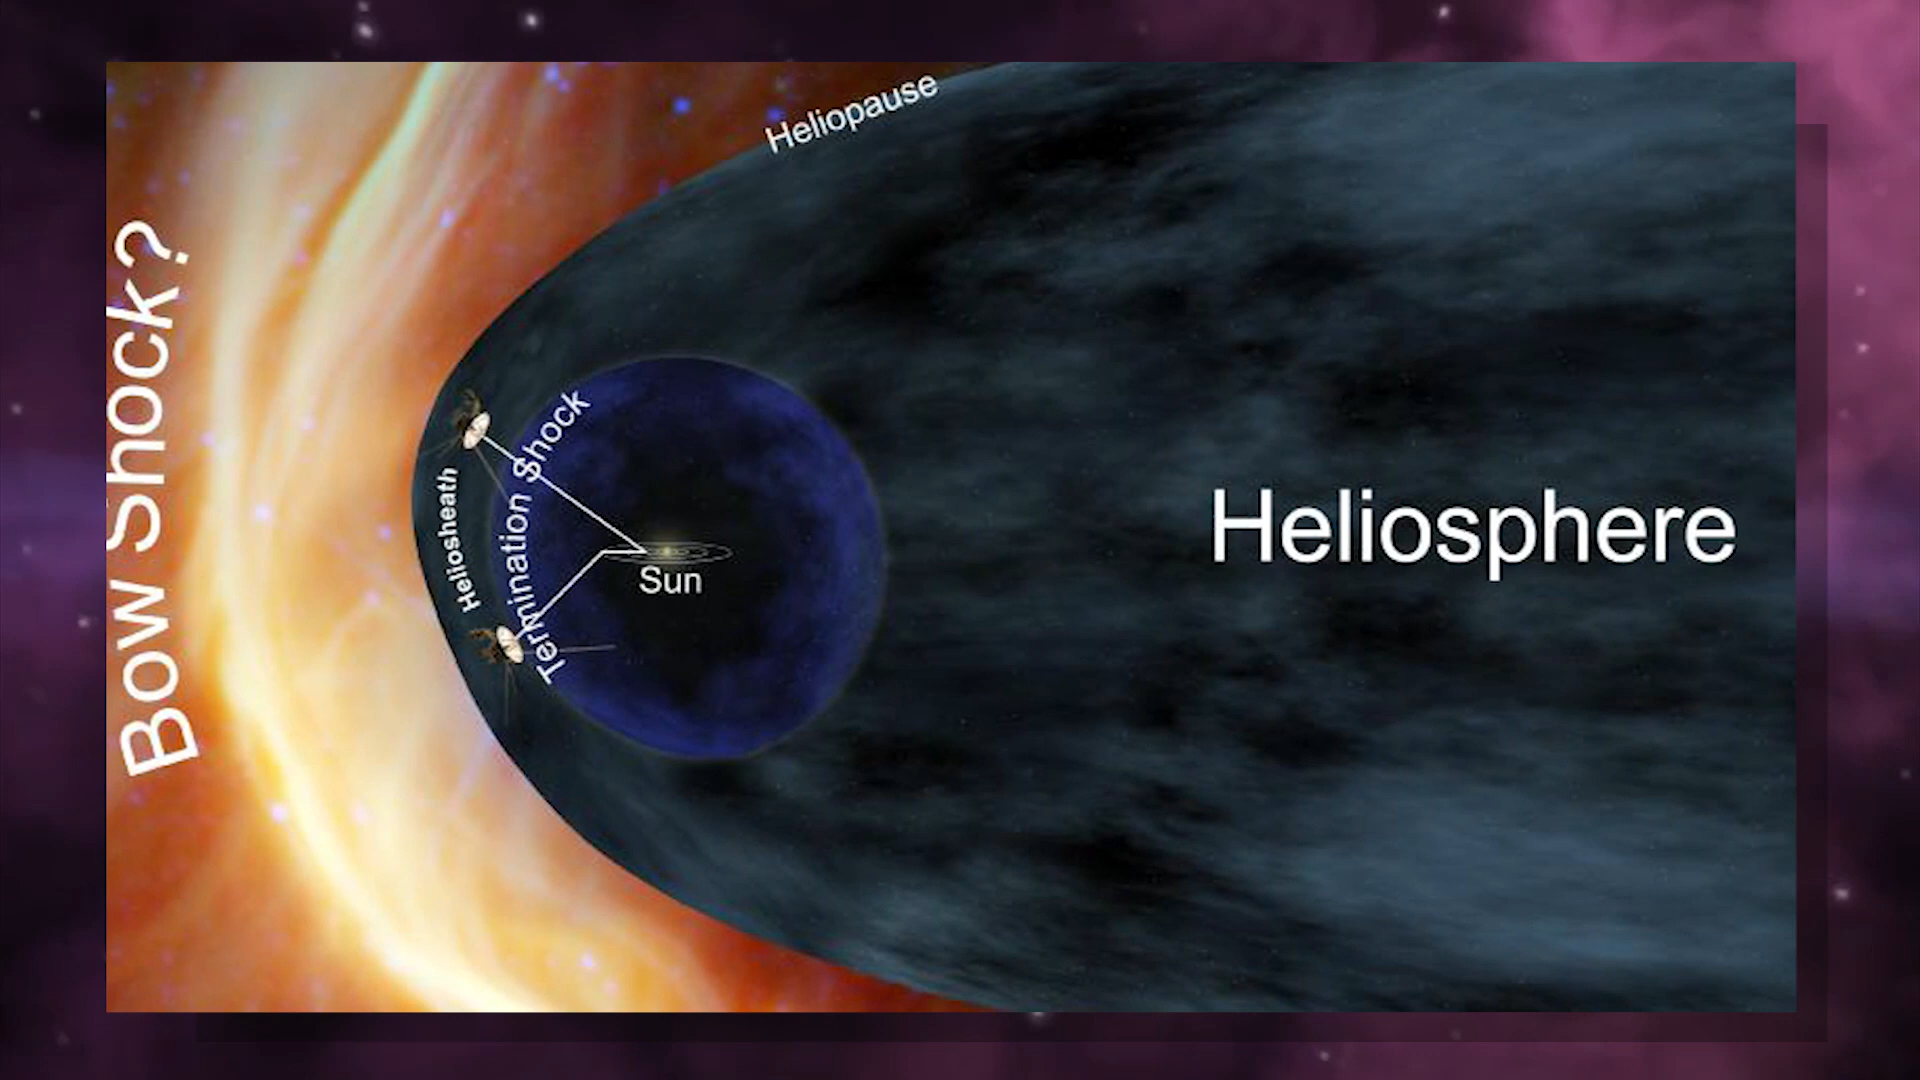 Heliopause
Bow Shock?
Termination Shock
Heliosheath
Sun
Heliosphere